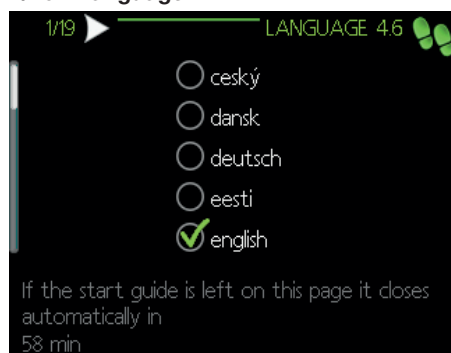 1/19
LANGUAGE 4.6
ceský
dansk
deutsch
eesti
english
If the start guide is left on this page it closes
automatically in
58 min